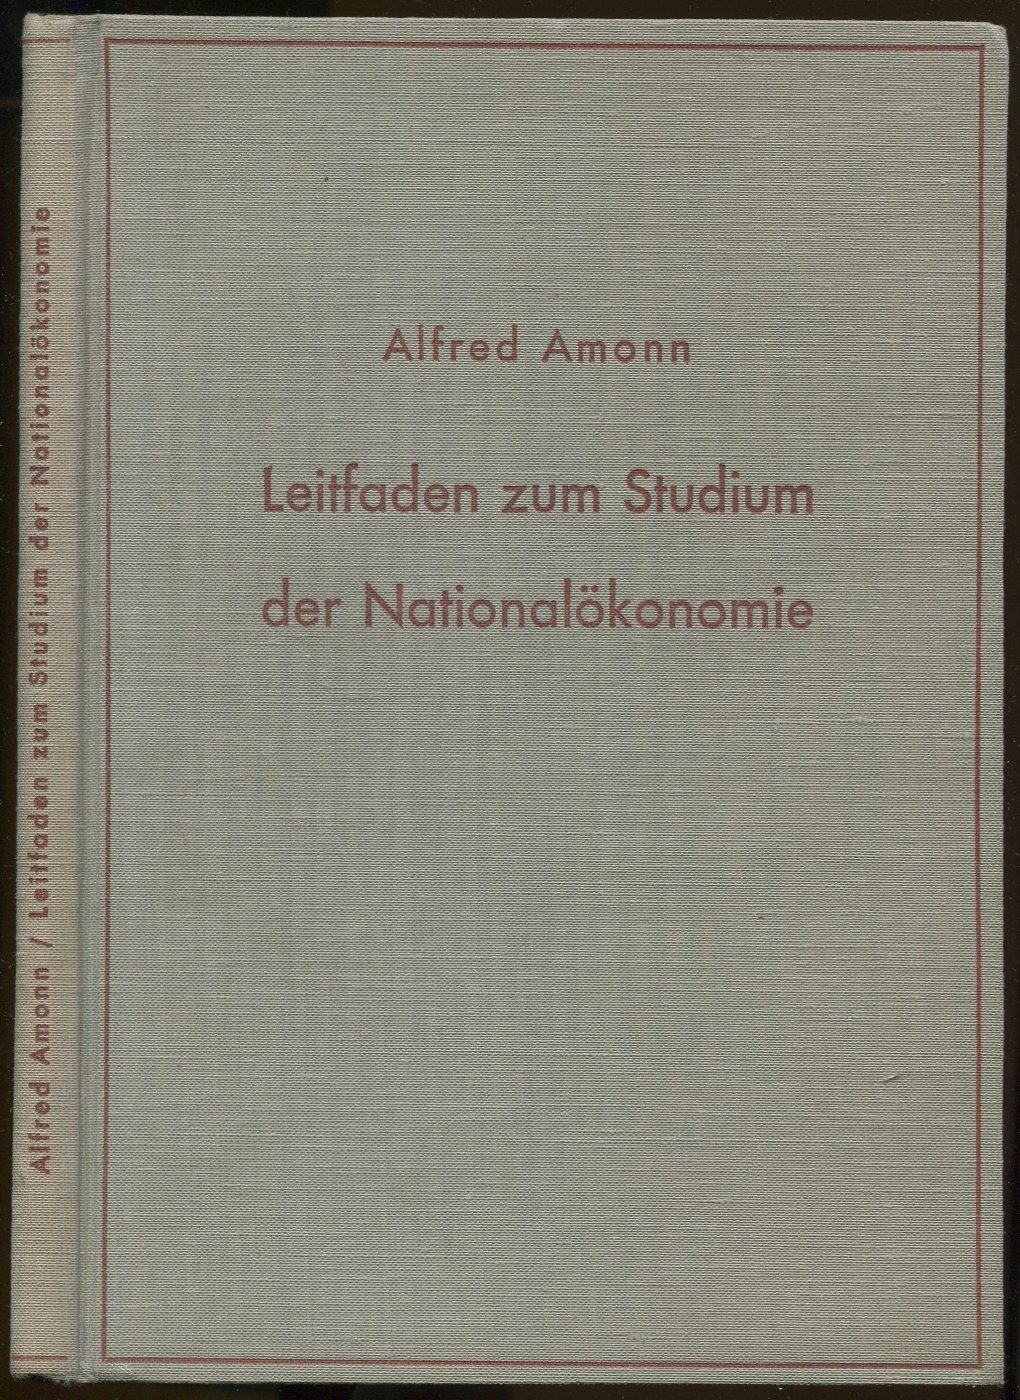 Alfred Amonn / Leitfaden zum Studium der Nationalökonomie
Alfred Amonn
Leitfaden zum Studium
der Nationalökonomie